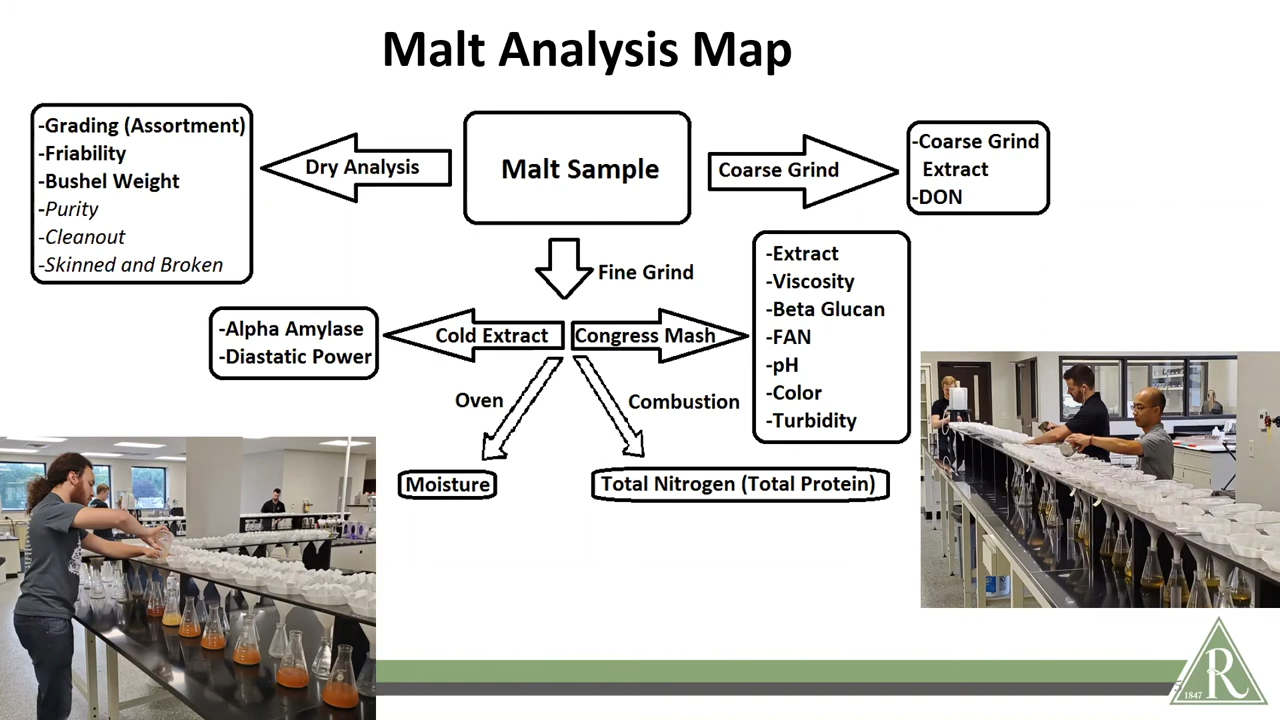 Malt Analysis Map
-Grading (Assortment)
-Friability
-Bushel Weight
-Purity
-Cleanout
-Skinned and Broken
Dry Analysis
Malt Sample
Coarse Grind
-Coarse Grind
Extract
-DON
Fine Grind
-Alpha Amylase
-Diastatic Power
Cold Extract
Congress Mash
-Extract
-Viscosity
-Beta Glucan
-FAN
-pH
-Color
-Turbidity
Oven
Combustion
Moisture
Total Nitrogen (Total Protein)
R
1847